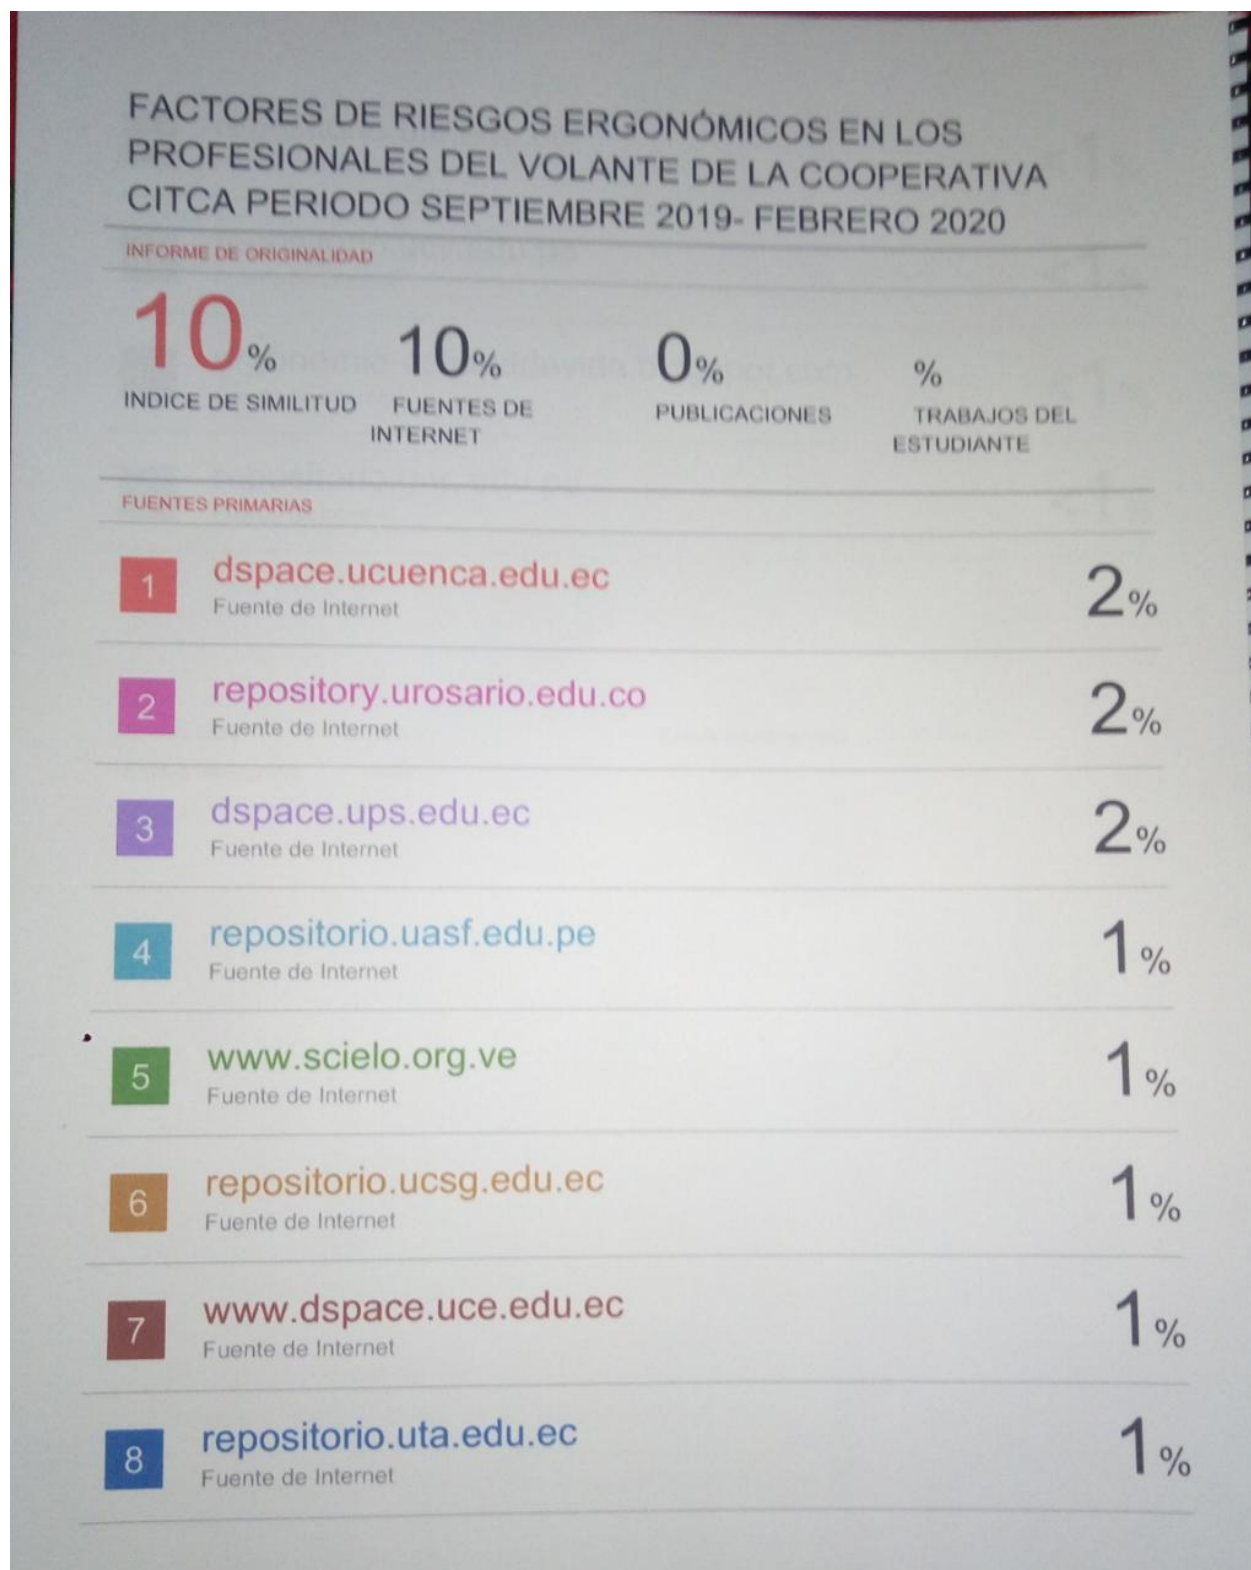 FACTORES DE RIESGOS ERGONÓMICOS EN LOS
PROFESIONALES DEL VOLANTE DE LA COOPERATIVA
CITCA PERIODO SEPTIEMBRE 2019- FEBRERO 2020
INFORME DE ORIGINALIDAD
10% 10% 0% %
INDICE DE SIMILITUD FUENTES DE PUBLICACIONES TRABAJOS DEL
INTERNET ESTUDIANTE
FUENTES PRIMARIAS
1 dspace.ucuenca.edu.ec 2%
Fuente de Internet
2 repository.urosario.edu.co 2%
Fuente de Internet
3 dspace.ups.edu.ec 2%
Fuente de Internet
4 repositorio.uasf.edu.pe 1%
Fuente de Internet
5 www.scielo.org.ve 1%
Fuente de Internet
6 repositorio.ucsg.edu.ec 1%
Fuente de Internet
7 www.dspace.uce.edu.ec 1%
Fuente de Internet
8 repositorio.uta.edu.ec 1%
Fuente de Internet